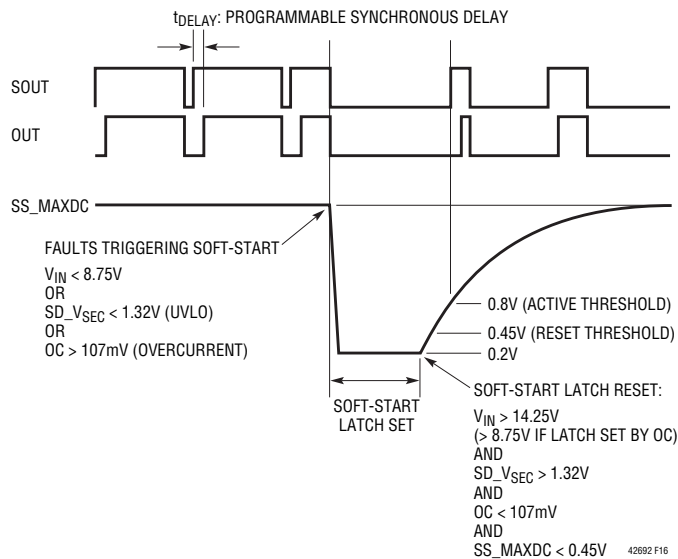 tDELAY: PROGRAMMABLE SYNCHRONOUS DELAY
SOUT
OUT
SS_MAXDC
FAULTS TRIGGERING SOFT-START
VIN < 8.75V
OR
SD_VSEC < 1.32V (UVLO)
OR
OC > 107mV (OVERCURRENT)
0.8V (ACTIVE THRESHOLD)
0.45V (RESET THRESHOLD)
0.2V
SOFT-START
LATCH SET
SOFT-START LATCH RESET:
VIN > 14.25V
(> 8.75V IF LATCH SET BY OC)
AND
SD_VSEC > 1.32V
AND
OC < 107mV
AND
SS_MAXDC < 0.45V
42692 F16